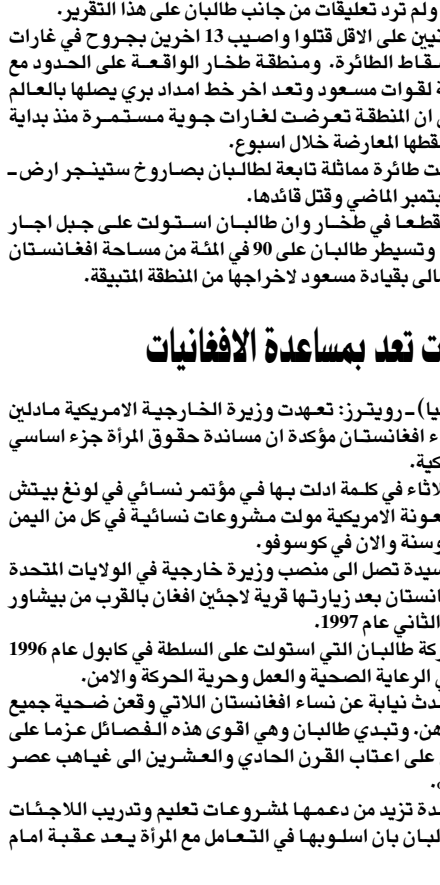 ولم ترد تعليقات من جانب طالبان على هذا التقرير.
تين على الاقل قتلوا واصيب 13 اخرين بجروح في غارات
قاط الطائرة. ومنطقة طخار الواقعة على الحدود مع
ة لقوات مسعود وتعد اخر خط امداد بري يصلها بالعالم
ان المنطقة تعرضت لغارات جوية مستمرة منذ بداية
قطها المعارضة خلال اسبوع.
ت طائرة مماثلة تابعة لطالبان بصاروخ ستينجر ارض ـ
بتمبر الماضي وقتل قائدها.
قطعا في طخار وان طالبان استولت على جبل اجار
وتسيطر طالبان على 90 في المئة من مساحة افغانستان
مالى بقيادة مسعود لاخراجها من المنطقة المتبيقة.
ت تعد بمساعدة الافغانيات
يا) ـ رويترز: تعهدت وزيرة الخارجية الامريكية مادلين
ء افغانستان مؤكدة ان مساندة حقوق المرأة جزء اساسي
كية.
لاثاء في كلمة ادلت بها في مؤتمر نسائي في لونغ بيتش
عونة الامريكية مولت مشروعات نسائية في كل من اليمن
وسنة والان في كوسوفو.
سيدة تصل الى منصب وزيرة خارجية في الولايات المتحدة
انستان بعد زيارتها قرية لاجئين افغان بالقرب من بيشاور
الثاني عام 1997.
ركة طالبان التي استولت على السلطة في كابول عام 1996
ي الرعاية الصحية والعمل وحرية الحركة والامن.
دث نيابة عن نساء افغانستان اللاتي وقعن ضحية جميع
هن. وتبدي طالبان وهي اقوى هذه الفصائل عزما على
على اعتاب القرن الحادي والعشرين الى غياهب عصر
.
دة تزيد من دعمها لمشروعات تعليم وتدريب اللاجئات
لبان بان اسلوبها في التعامل مع المرأة يعد عقبة امام